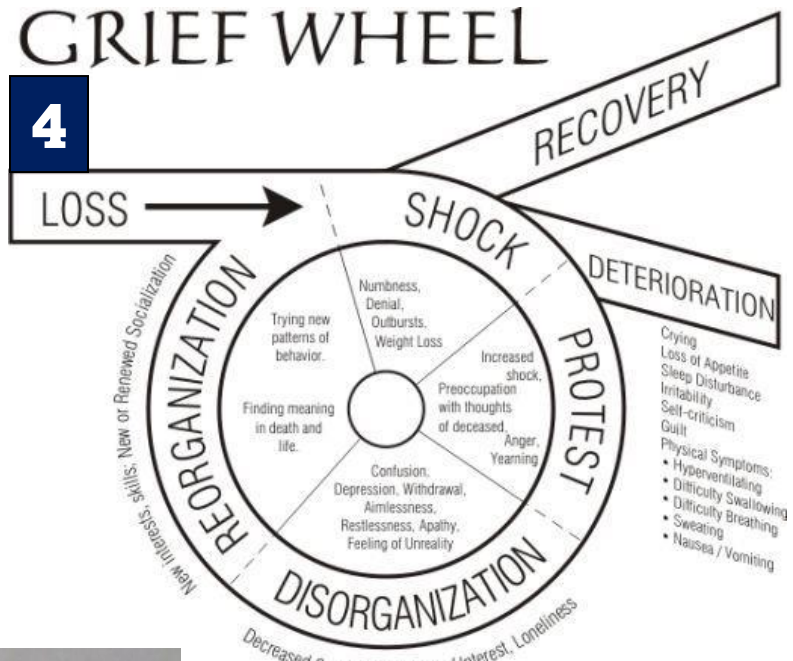 GRIEF WHEEL
4
LOSS
RECOVERY
SHOCK
DETERIORATION
PROTEST
DISORGANIZATION
REORGANIZATION
Numbness,
Denial,
Outbursts,
Weight Loss
Increased
shock,
Preoccupation
with thoughts
of deceased,
Anger,
Yearning
Confusion,
Depression, Withdrawal,
Aimlessness,
Restlessness, Apathy,
Feeling of Unreality
Trying new
patterns of
behavior.
Finding meaning
in death and
life.
New interests, skills: New or Renewed Socialization
Decreased Interest, Loneliness
Crying
Loss of Appetite
Sleep Disturbance
Irritability
Self-criticism
Guilt
Physical Symptoms:
• Hyperventilating
• Difficulty Swallowing
• Difficulty Breathing
• Sweating
• Nausea / Vomiting